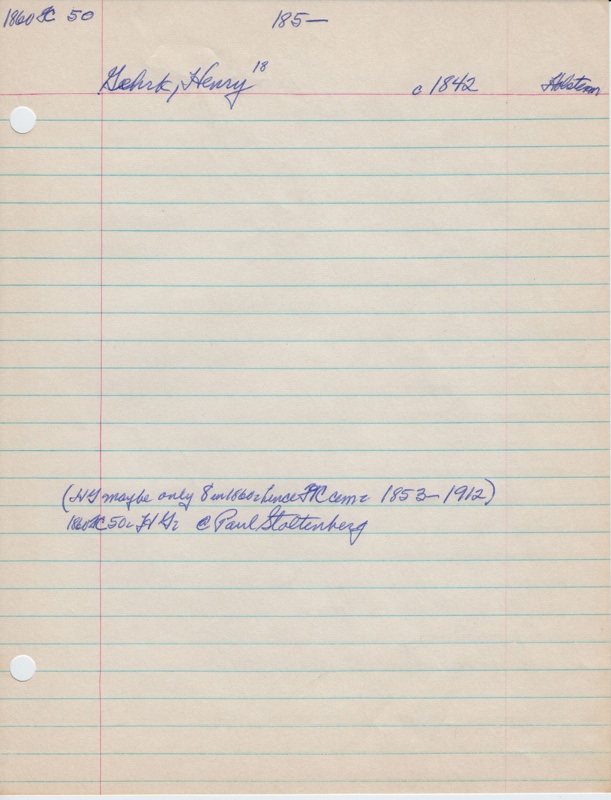 1860 FC 50 185—
Gehrk, Henry 18 c 1842 Holstein
(HG maybe only 8 in 1860 hence FC cem = 1853—1912)
1860 FC 50 HG c Paul Stoltenberg